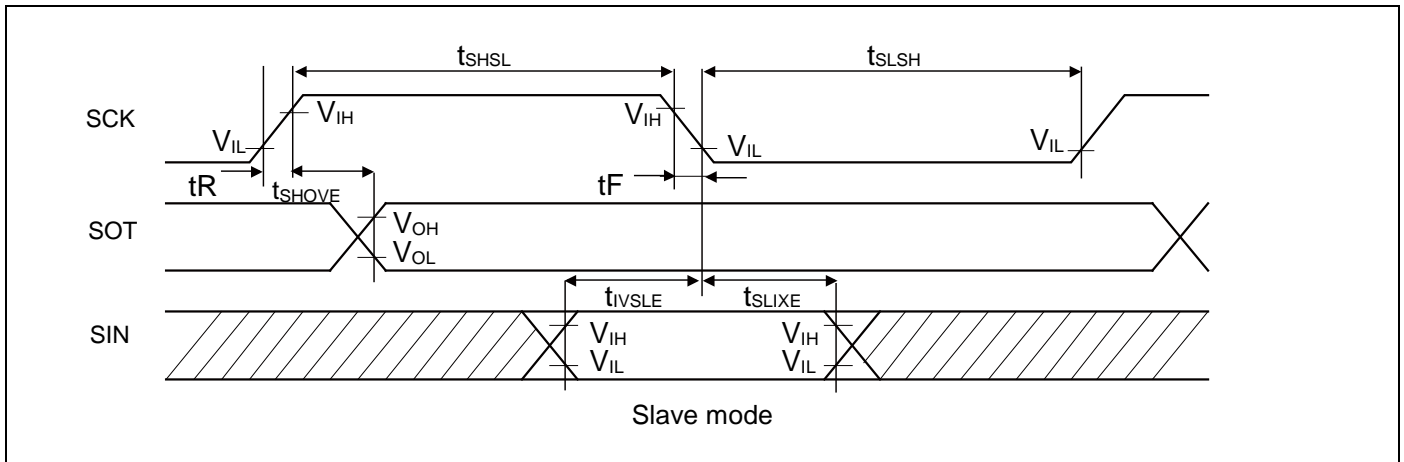 tSHSL
tSLSH
SCK
VIH
VIH
VIL
VIL
VIL
tR
tSHOVE
tF
SOT
VOH
VOL
tIVSLE
tSLIXE
SIN
VIH
VIH
VIL
VIL
Slave mode